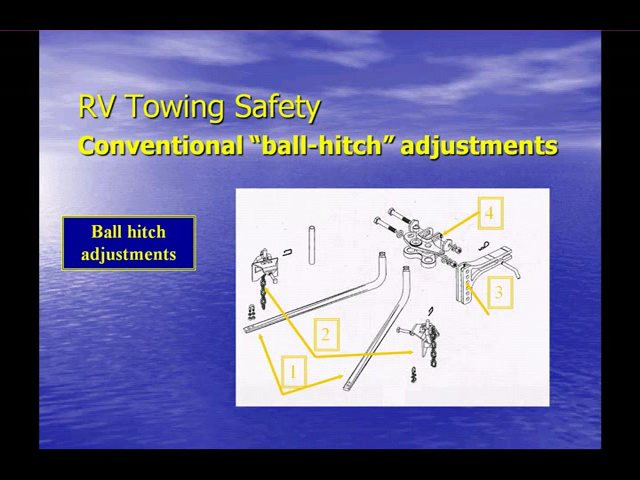 RV Towing Safety
Conventional “ball-hitch” adjustments
Ball hitch
adjustments
4
3
2
1